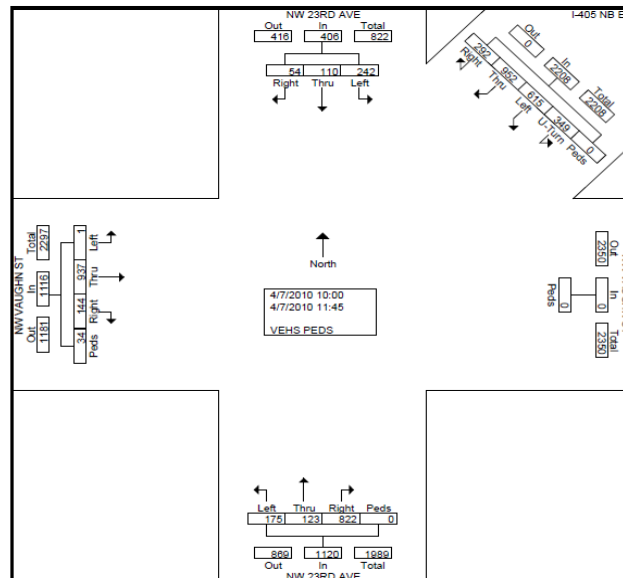 NW 23RD AVE
I-405 NB E
Out In Total
416 406 822
54 110 242
Right Thru Left
Out In Total
0 2208 2208
292 952 615 349 0
Right Thru Left U-Turn Peds
NW VAUGHN ST
Total In Out
2297 1116 1181
1 937 144 34
Left Thru Right Peds
North
4/7/2010 10:00
4/7/2010 11:45
VEHS PEDS
Out In Total
2350 0 2350
0
Peds
Left Thru Right Peds
175 123 822 0
869 1120 1989
Out In Total
NW 23RD AVE